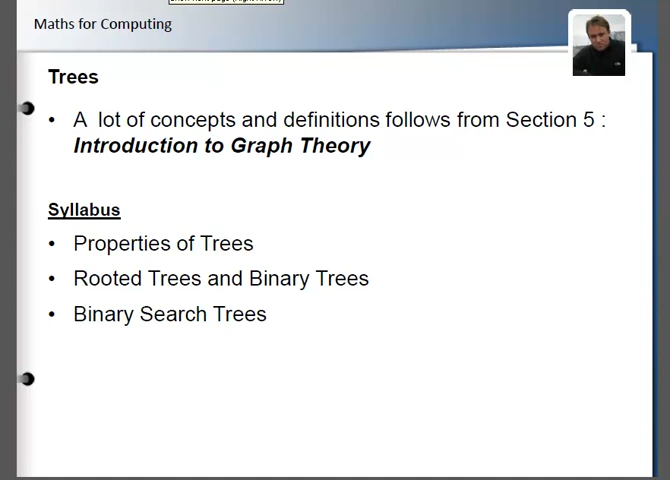 Maths for Computing
Trees
• A lot of concepts and definitions follows from Section 5 :
Introduction to Graph Theory
Syllabus
• Properties of Trees
• Rooted Trees and Binary Trees
• Binary Search Trees